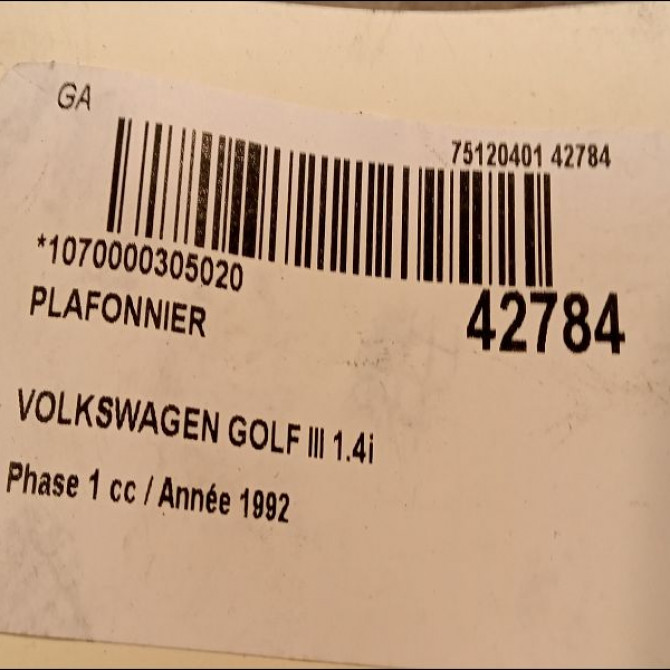 GA
75120401 42784
*1070000305020
42784
PLAFONNIER
VOLKSWAGEN GOLF III 1.4i
Phase 1 cc / Année 1992